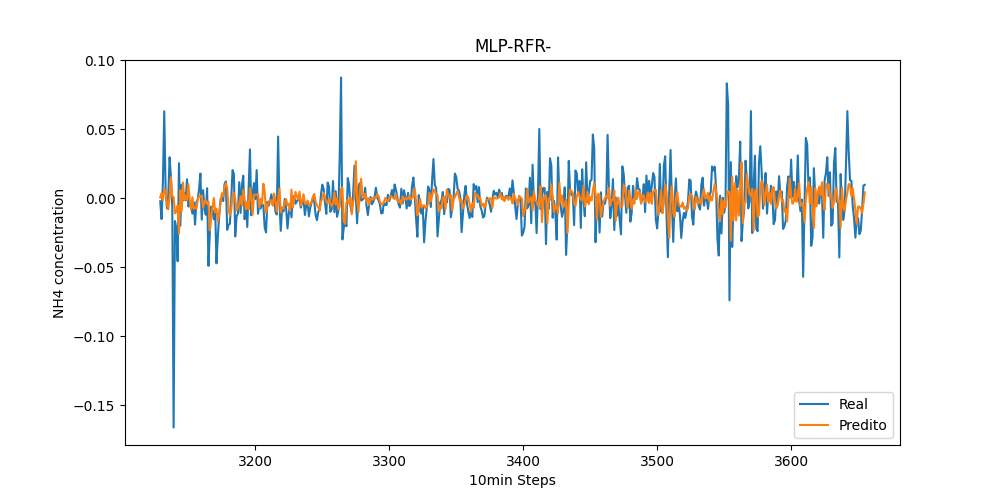 MLP-RFR-
0.10
0.05
0.00
−0.05
−0.10
−0.15
NH4 concentration
3200 3300 3400 3500 3600
10min Steps
Real
Predito